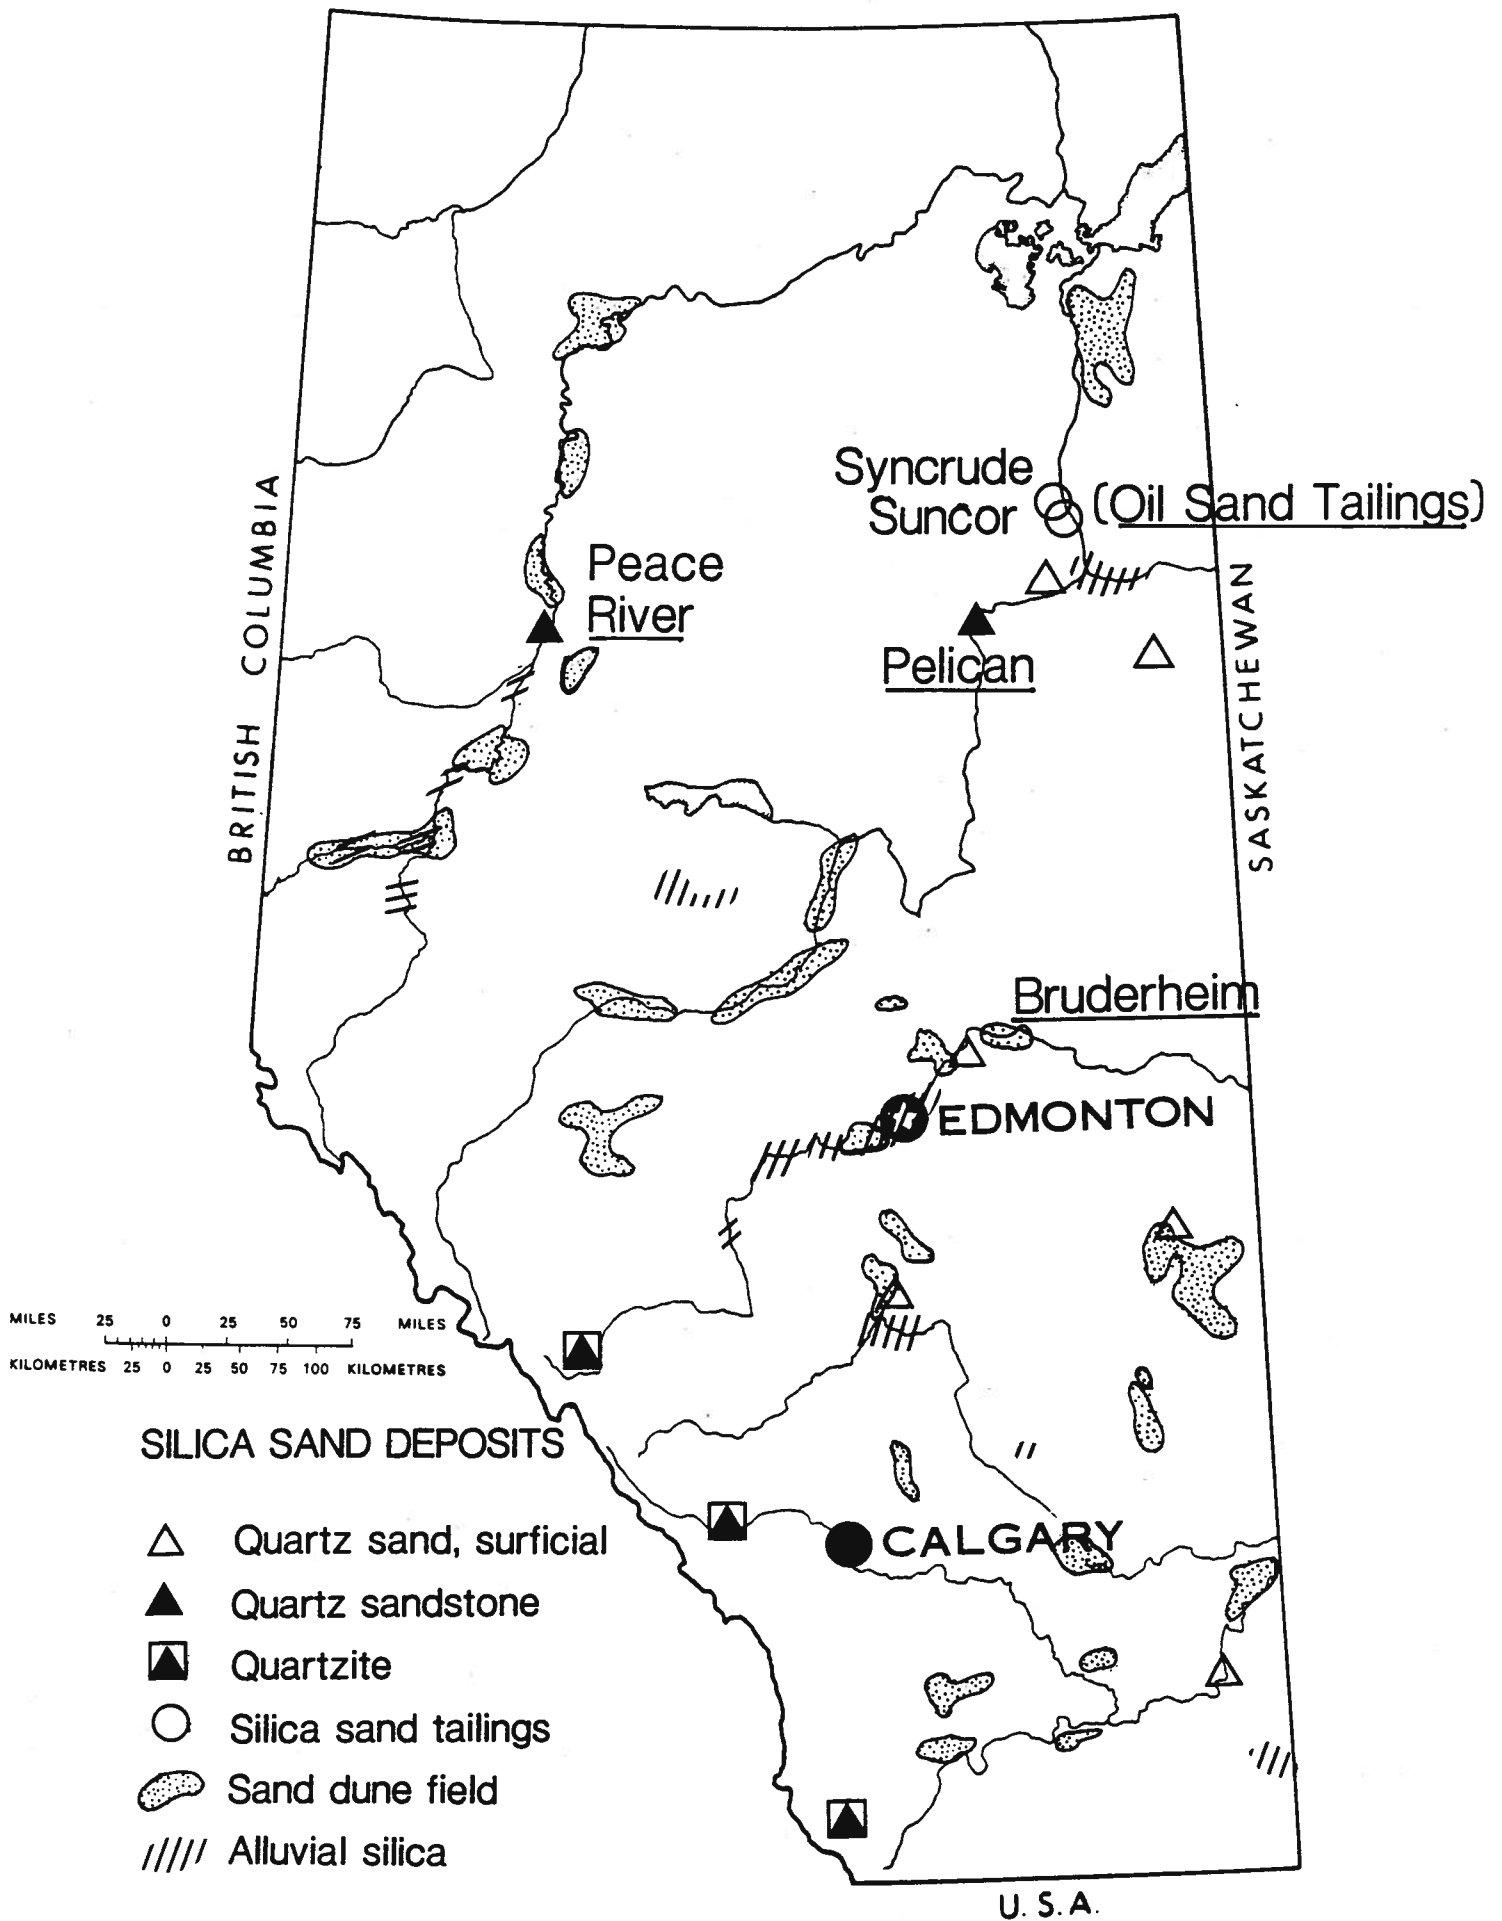 Syncrude
Suncor
(Oil Sand Tailings)
Peace
River
Pelican
BRITISH COLUMBIA
SASKATCHEWAN
Bruderheim
EDMONTON
MILES 25 0 25 50 75 MILES
KILOMETRES 25 0 25 50 75 100 KILOMETRES
SILICA SAND DEPOSITS
CALGARY
Quartz sand, surficial
Quartz sandstone
Quartzite
Silica sand tailings
Sand dune field
Alluvial silica
U.S.A.